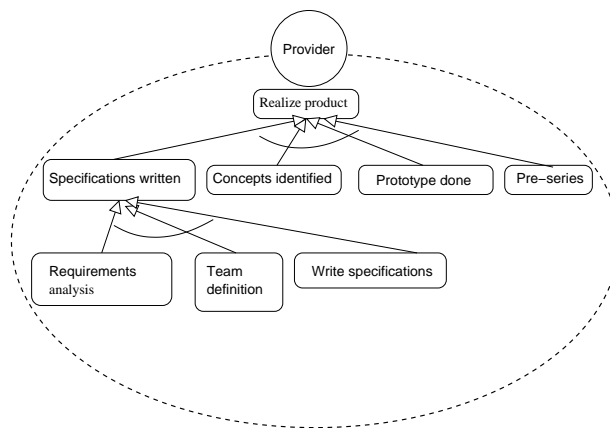 Provider
Realize product
Specifications written
Concepts identified
Prototype done
Pre−series
Requirements
analysis
Team
definition
Write specifications